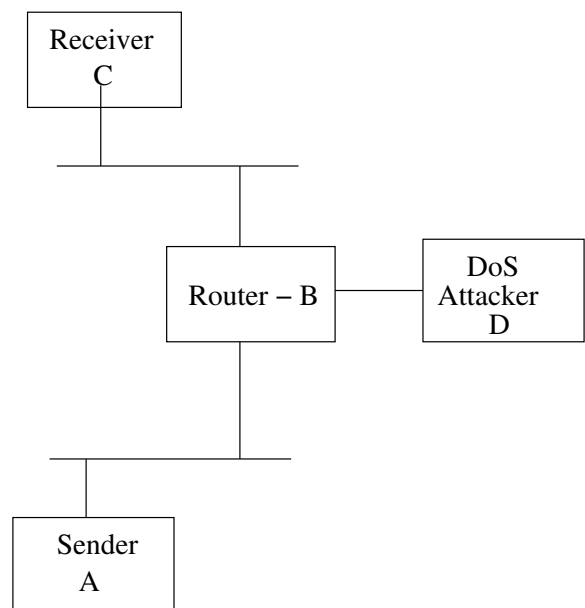 Receiver
C
Router – B
DoS
Attacker
D
Sender
A